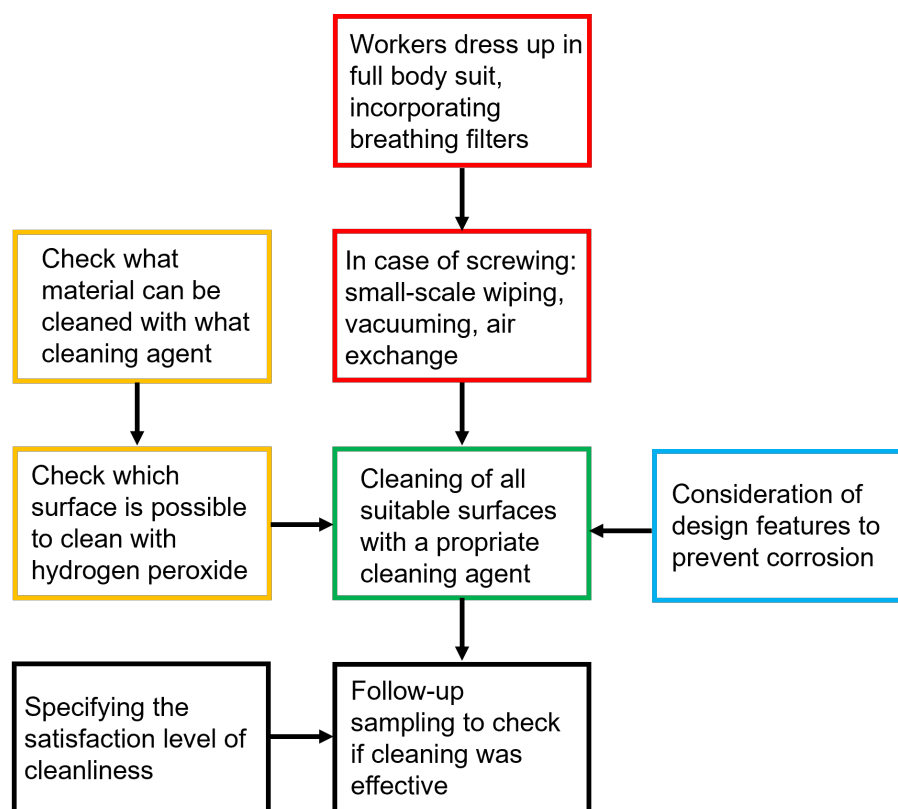 Workers dress up in
full body suit,
incorporating
breathing filters
Check what
material can be
cleaned with what
cleaning agent
In case of screwing:
small-scale wiping,
vacuuming, air
exchange
Check which
surface is possible
to clean with
hydrogen peroxide
Cleaning of all
suitable surfaces
with a propriate
cleaning agent
Consideration of
design features to
prevent corrosion
Specifying the
satisfaction level of
cleanliness
Follow-up
sampling to check
if cleaning was
effective